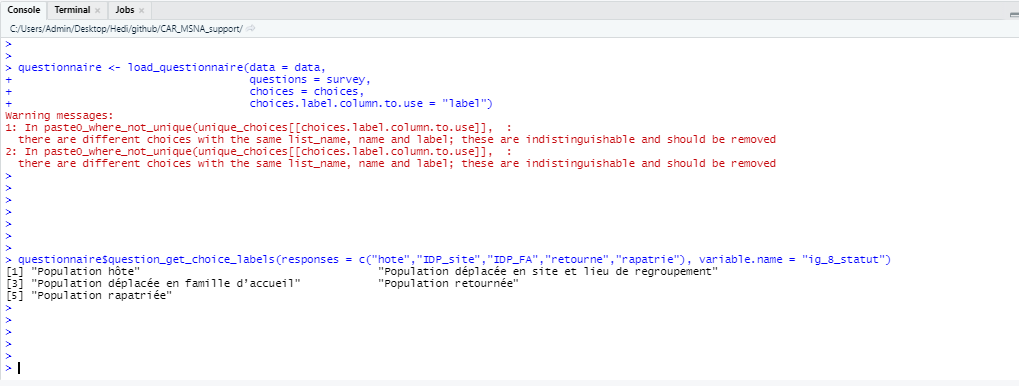 Console Terminal × Jobs ×
C:/Users/Admin/Desktop/Hedi/github/CAR_MSNA_support/
>
>
> questionnaire <- load_questionnaire(data = data,
+ questions = survey,
+ choices = choices,
+ choices.label.column.to.use = "label")
Warning messages:
1: In paste0_where_not_unique(unique_choices[[choices.label.column.to.use]], :
there are different choices with the same list_name, name and label; these are indistinguishable and should be removed
2: In paste0_where_not_unique(unique_choices[[choices.label.column.to.use]], :
there are different choices with the same list_name, name and label; these are indistinguishable and should be removed
>
>
>
>
>
>
> questionnaire$question_get_choice_labels(responses = c("hote","IDP_site","IDP_FA","retourne","rapatrie"), variable.name = "ig_8_statut")
[1] "Population hôte" "Population déplacée en site et lieu de regroupement"
[3] "Population déplacée en famille d’accueil" "Population retournée"
[5] "Population rapatriée"
>
>
>
>
>
>